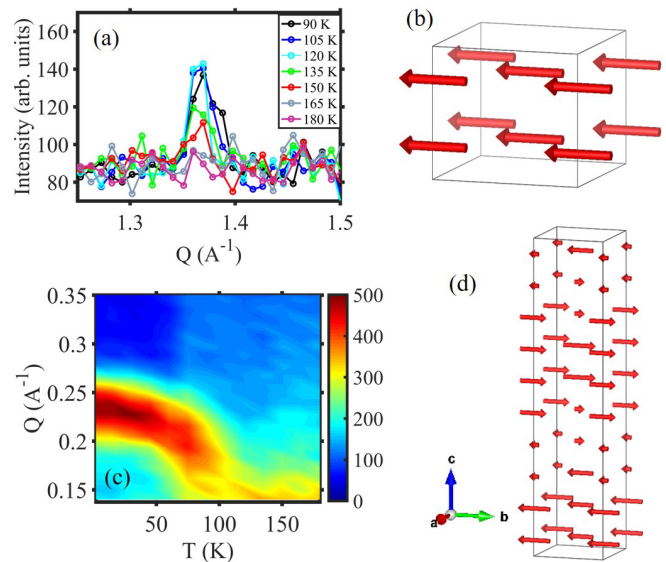 (a)
Intensity (arb. units)
160
140
120
100
80
1.3
1.4
1.5
Q (A⁻¹)
90 K
105 K
120 K
135 K
150 K
165 K
180 K
(b)
(c)
Q (A⁻¹)
0.35
0.3
0.25
0.2
0.15
50
100
150
T (K)
500
400
300
200
100
0
(d)
c
a
b